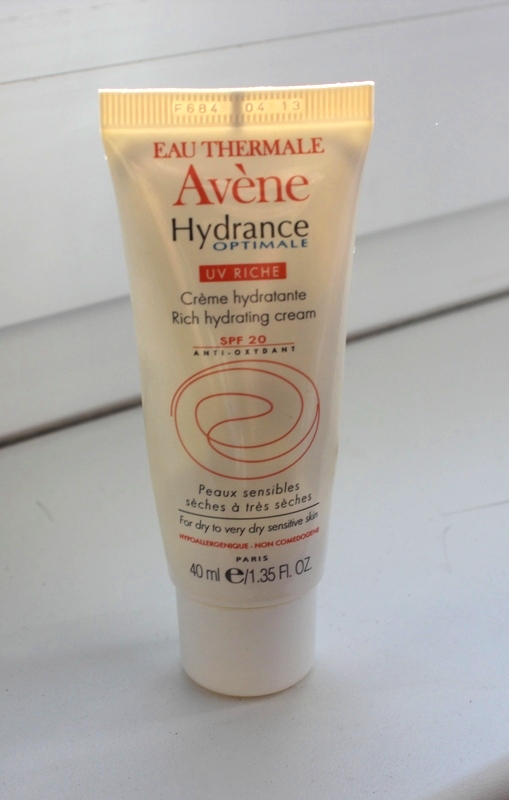 F684 04 13
EAU THERMALE
Avène
Hydrance
OPTIMALE
UV RICHE
Crème hydratante
Rich hydrating cream
SPF 20
ANTI-OXYDANT
Peaux sensibles
sèches à très sèches
For dry to very dry sensitive skin
HYPOALLERGENIQUE - NON COMEDOGENE
PARIS
40 ml e/1.35 Fl. OZ